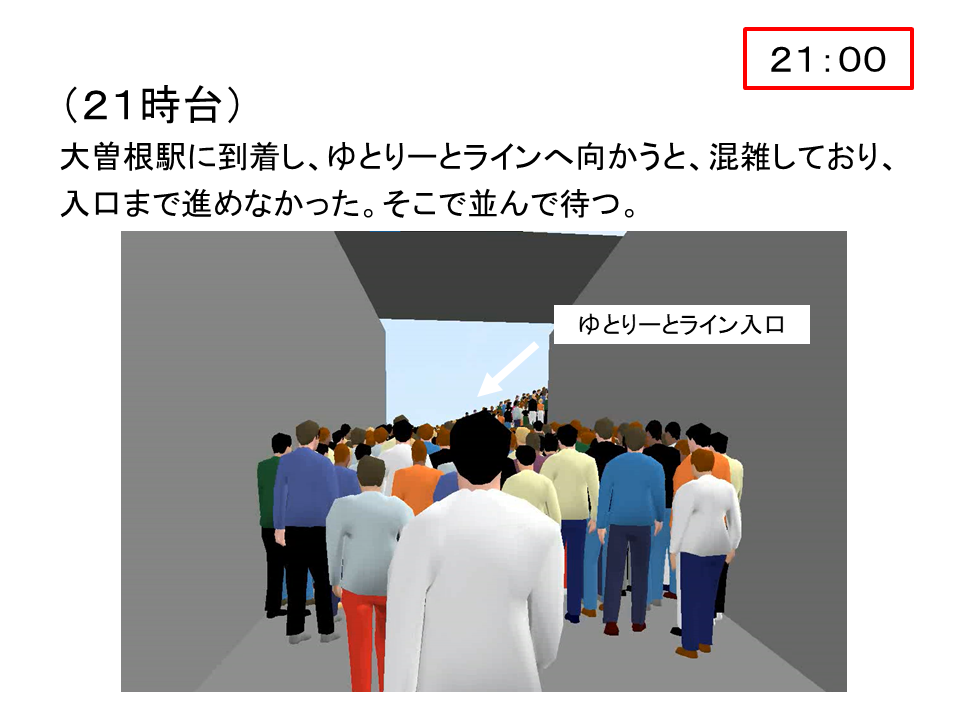 ２１：００
（２１時台）
大曽根駅に到着し、ゆとりーとラインへ向かうと、混雑しており、
入口まで進めなかった。そこで並んで待つ。
ゆとりーとライン入口